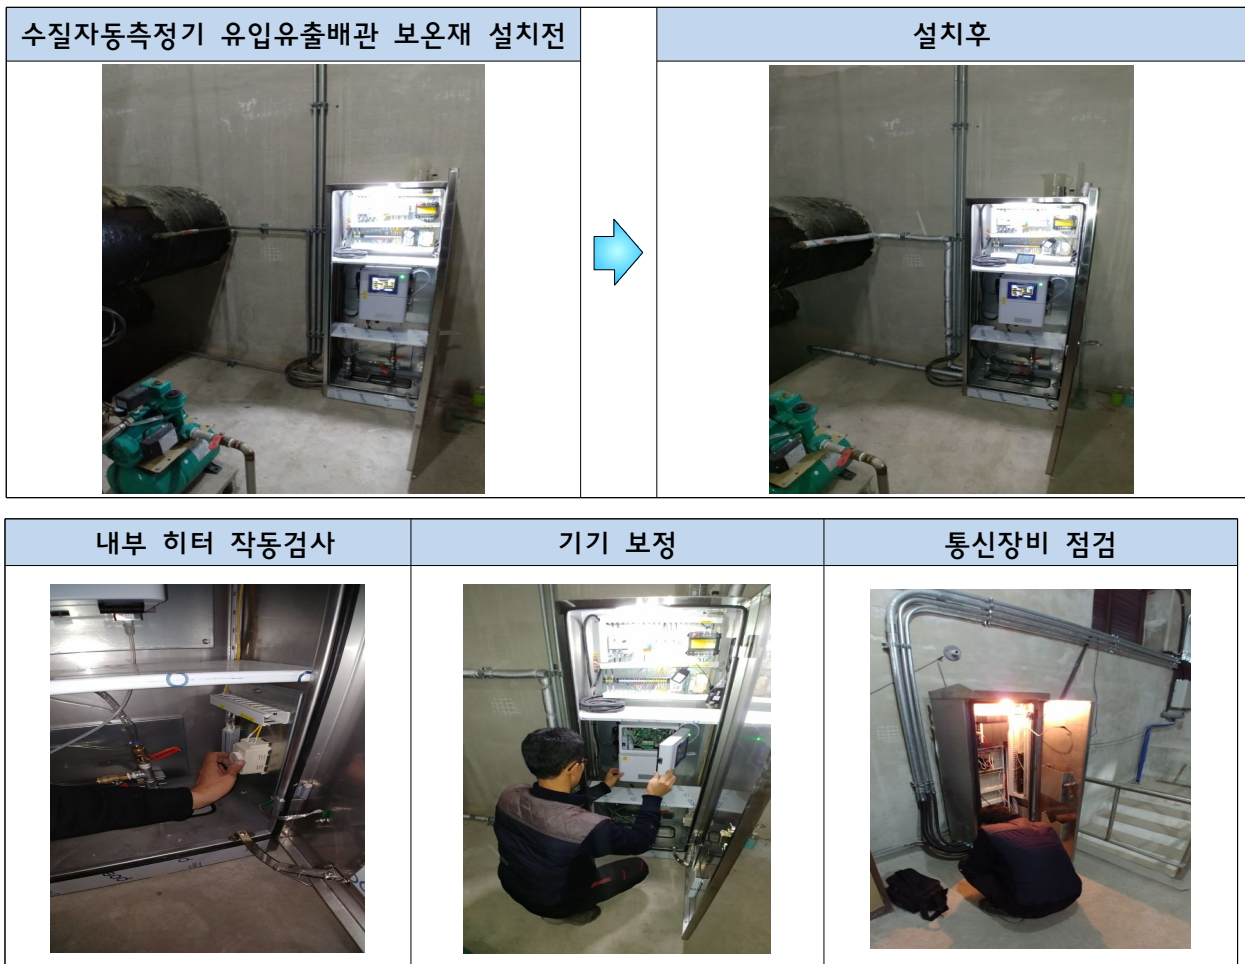 수질자동측정기 유입유출배관 보온재 설치전
설치후
내부 히터 작동검사
기기 보정
통신장비 점검